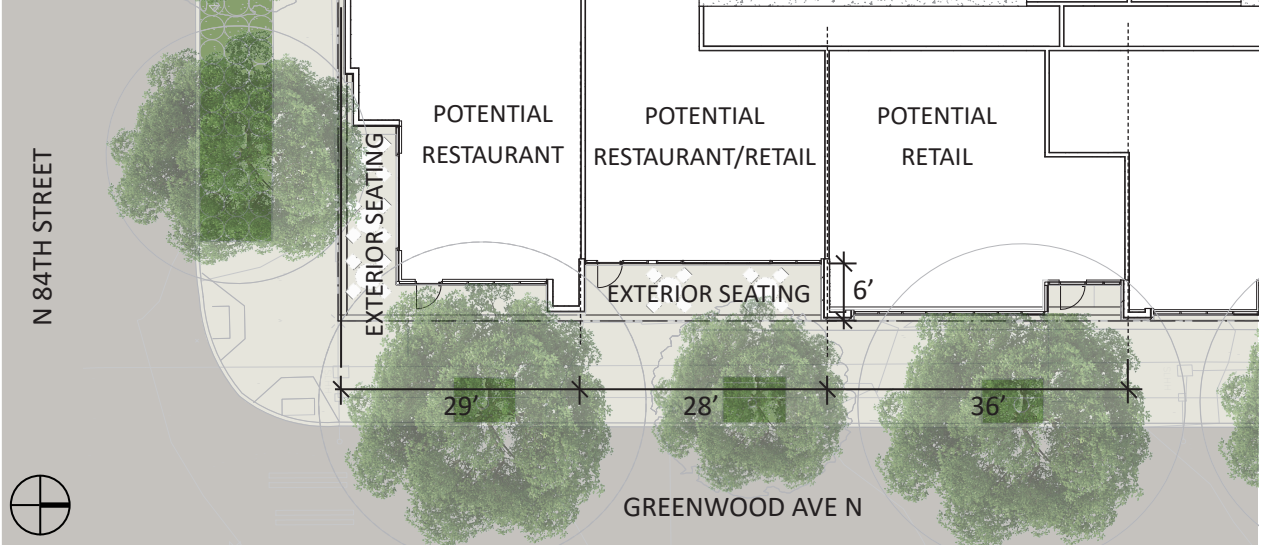 POTENTIAL
RESTAURANT
POTENTIAL
RESTAURANT/RETAIL
POTENTIAL
RETAIL
N 84TH STREET
EXTERIOR SEATING
EXTERIOR SEATING
6'
29'
28'
36'
GREENWOOD AVE N